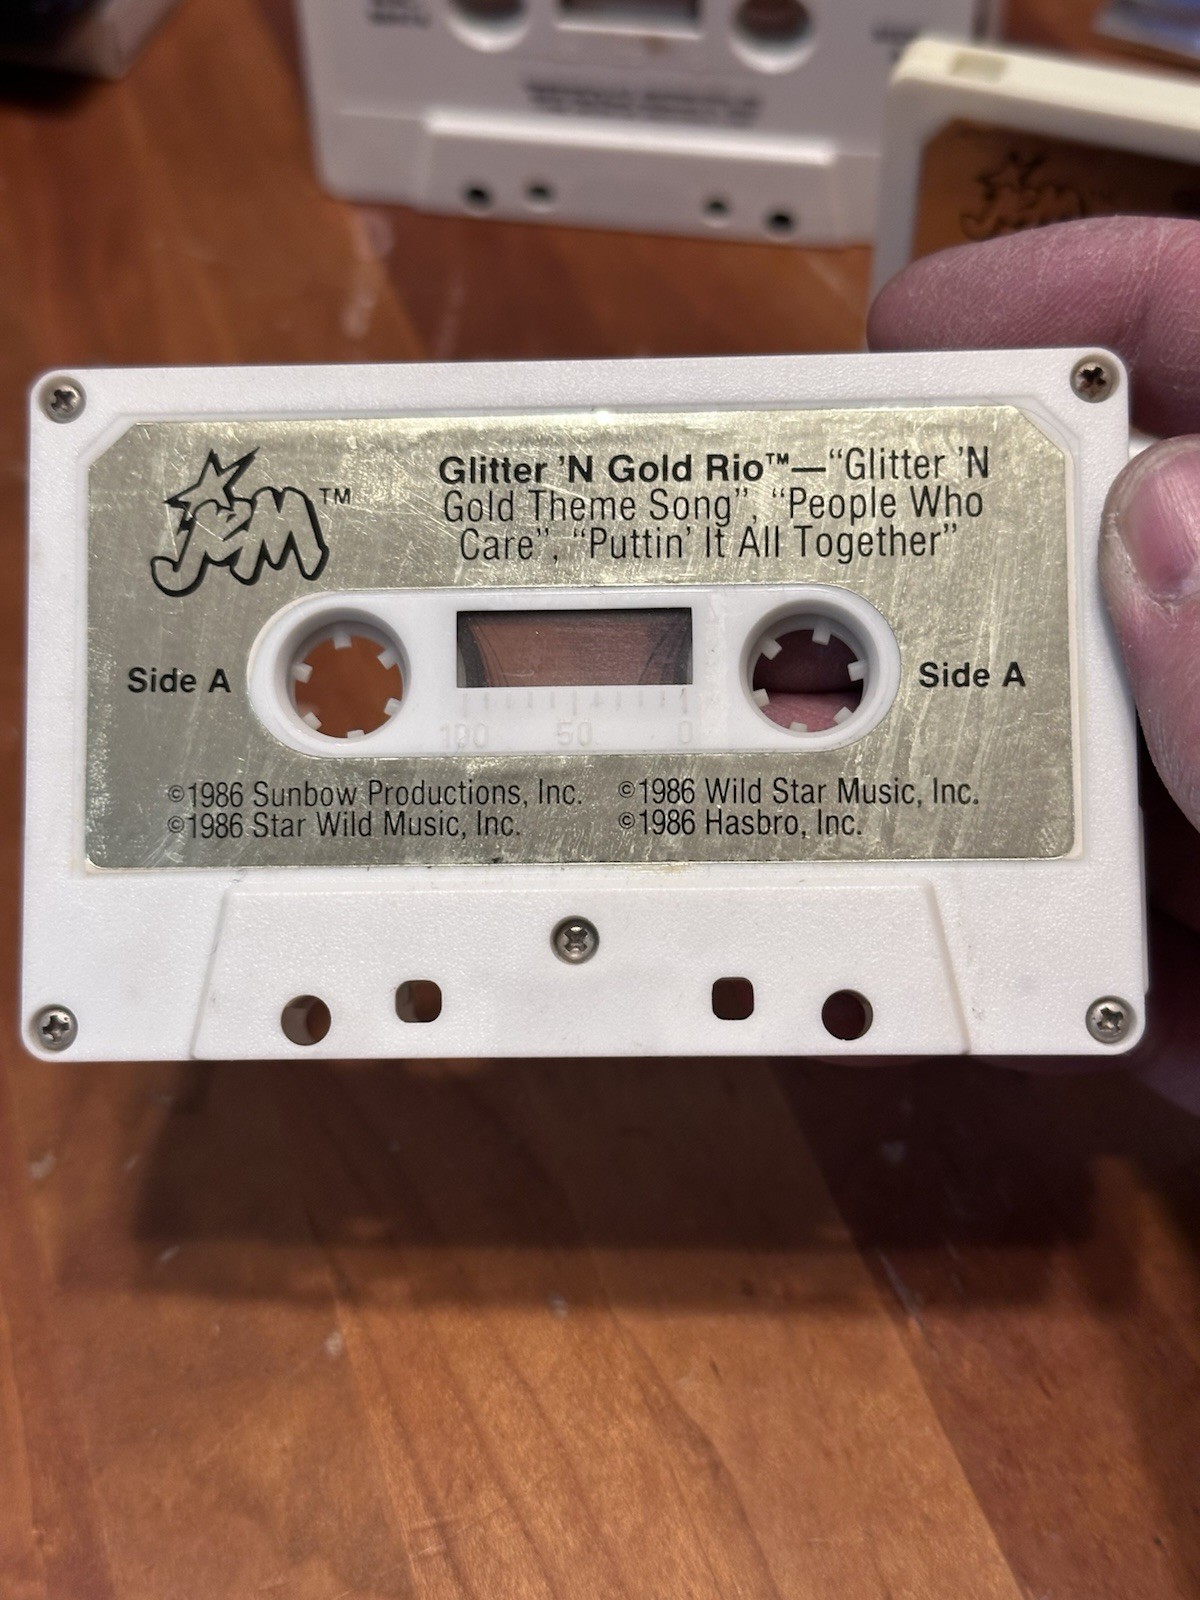 JEM™
Glitter 'N Gold Rio™—“Glitter 'N
Gold Theme Song”, “People Who
Care”, “Puttin' It All Together”
Side A
Side A
100 50 0
©1986 Sunbow Productions, Inc. ©1986 Wild Star Music, Inc.
©1986 Star Wild Music, Inc. ©1986 Hasbro, Inc.
JEM